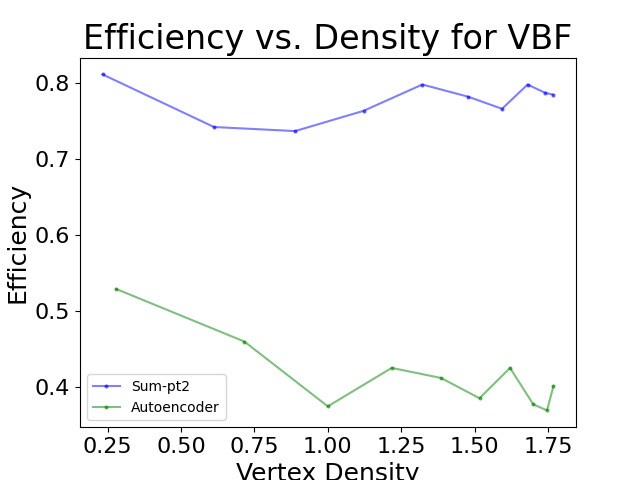 Efficiency vs. Density for VBF
Efficiency
0.8
0.7
0.6
0.5
0.4
Sum-pt2
Autoencoder
0.25 0.50 0.75 1.00 1.25 1.50 1.75
Vertex Density